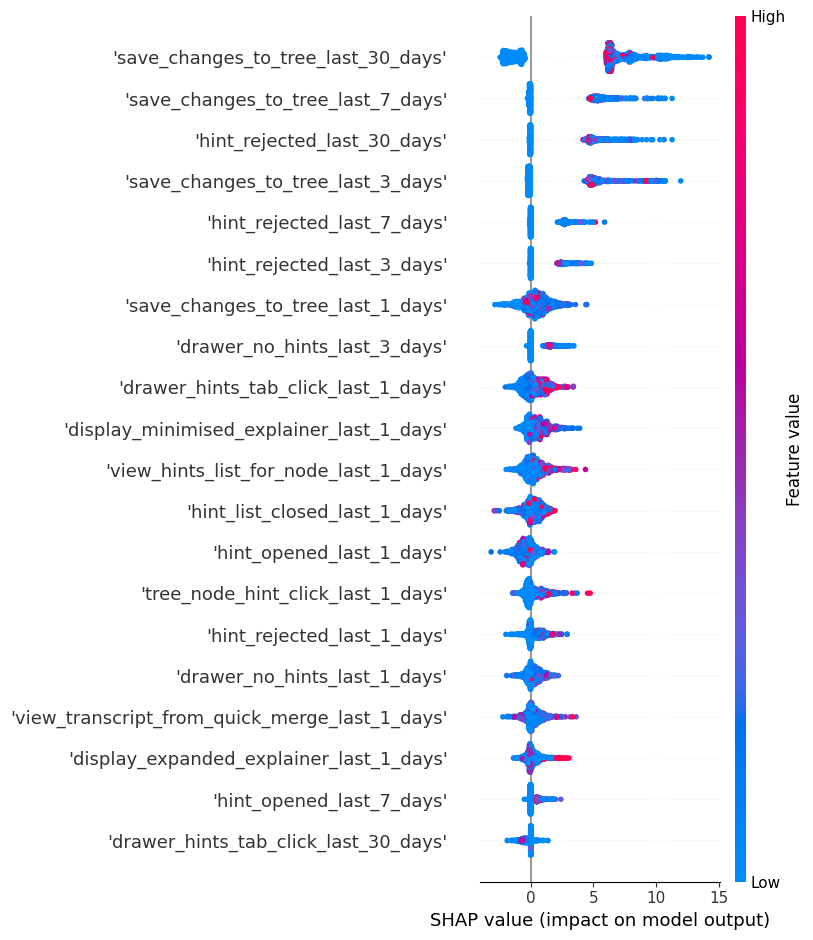 High
'save_changes_to_tree_last_30_days'
'save_changes_to_tree_last_7_days'
'hint_rejected_last_30_days'
'save_changes_to_tree_last_3_days'
'hint_rejected_last_7_days'
'hint_rejected_last_3_days'
'save_changes_to_tree_last_1_days'
'drawer_no_hints_last_3_days'
'drawer_hints_tab_click_last_1_days'
'display_minimised_explainer_last_1_days'
'view_hints_list_for_node_last_1_days'
'hint_list_closed_last_1_days'
'hint_opened_last_1_days'
'tree_node_hint_click_last_1_days'
'hint_rejected_last_1_days'
'drawer_no_hints_last_1_days'
'view_transcript_from_quick_merge_last_1_days'
'display_expanded_explainer_last_1_days'
'hint_opened_last_7_days'
'drawer_hints_tab_click_last_30_days'
Feature value
Low
0 5 10 15
SHAP value (impact on model output)